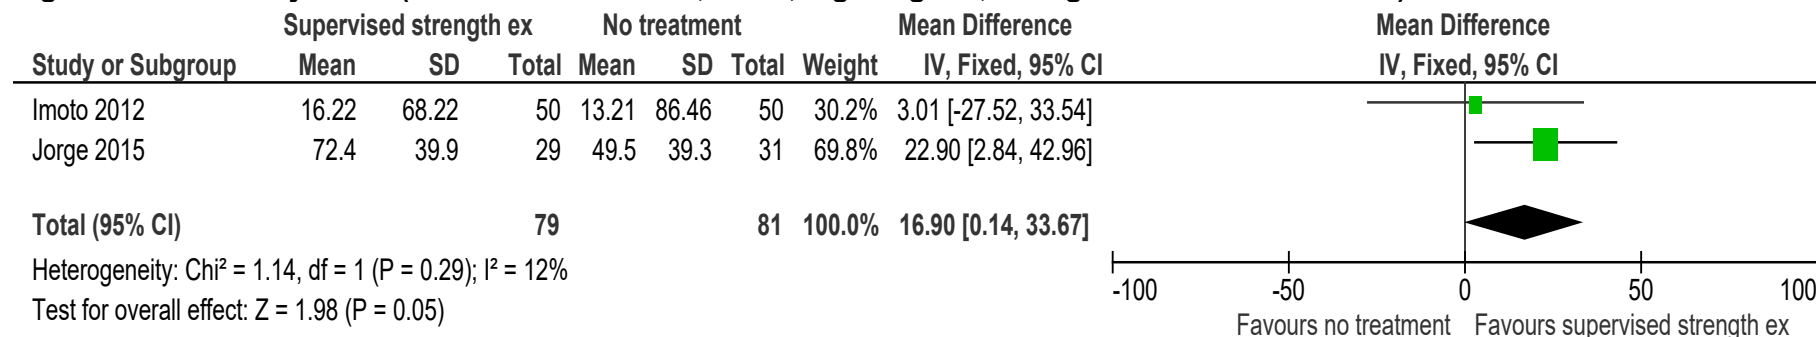 Supervised strength ex No treatment Mean Difference Mean Difference
Study or Subgroup Mean SD Total Mean SD Total Weight IV, Fixed, 95% CI IV, Fixed, 95% CI
Imoto 2012 16.22 68.22 50 13.21 86.46 50 30.2% 3.01 [-27.52, 33.54]
Jorge 2015 72.4 39.9 29 49.5 39.3 31 69.8% 22.90 [2.84, 42.96]
Total (95% CI) 79 81 100.0% 16.90 [0.14, 33.67]
Heterogeneity: Chi² = 1.14, df = 1 (P = 0.29); I² = 12%
Test for overall effect: Z = 1.98 (P = 0.05)
-100 -50 0 50 100
Favours no treatment Favours supervised strength ex